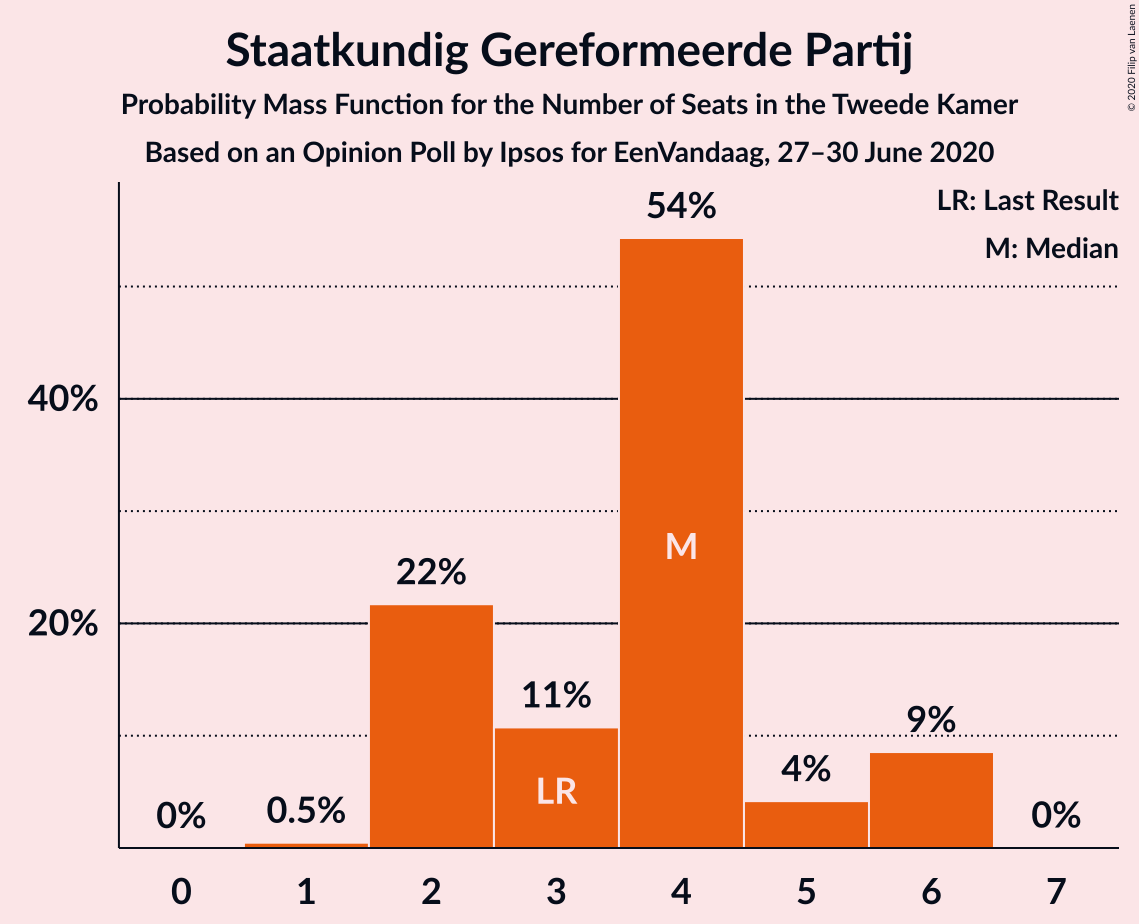 Staatkundig Gereformeerde Partij
Probability Mass Function for the Number of Seats in the Tweede Kamer
Based on an Opinion Poll by Ipsos for EenVandaag, 27–30 June 2020
© 2020 Filip van Laenen
LR: Last Result
M: Median
54%
40%
M
22%
20%
11%
9%
4%
LR
0%
0.5%
0%
0 1 2 3 4 5 6 7